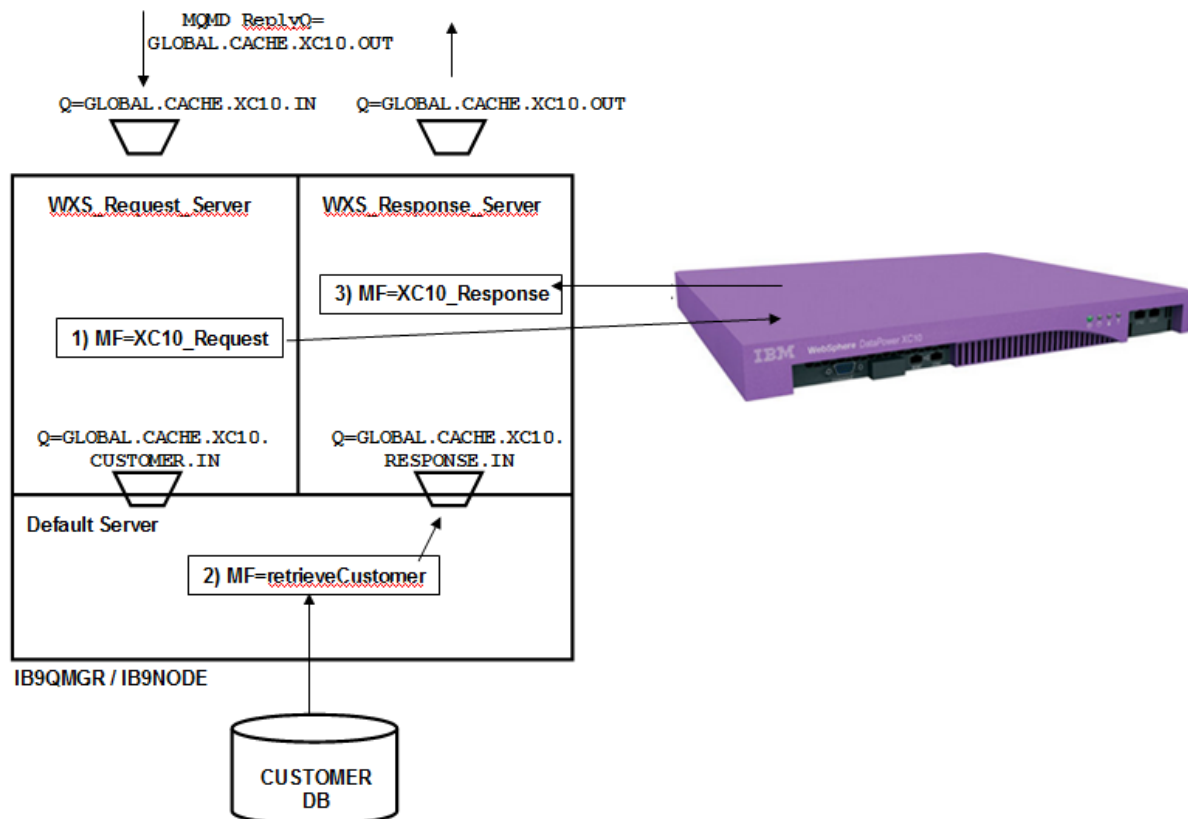 MQMD ReplyQ=
GLOBAL.CACHE.XC10.OUT
Q=GLOBAL.CACHE.XC10.IN
Q=GLOBAL.CACHE.XC10.OUT
WXS_Request_Server
WXS_Response_Server
3) MF=XC10_Response
1) MF=XC10_Request
IBM WebSphere DataPower XC10
Q=GLOBAL.CACHE.XC10.
CUSTOMER.IN
Q=GLOBAL.CACHE.XC10.
RESPONSE.IN
Default Server
2) MF=retrieveCustomer
IB9QMGR / IB9NODE
CUSTOMER
DB